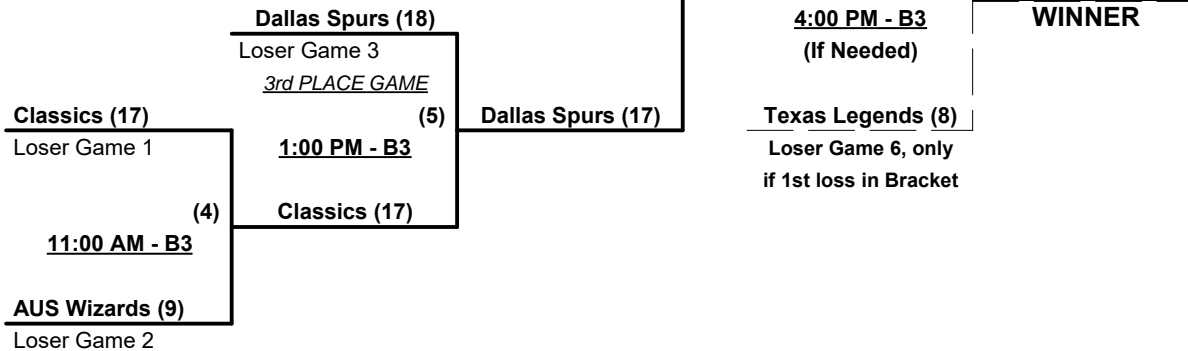 Dallas Spurs (18)
4:00 PM - B3
WINNER
Loser Game 3
(If Needed)
3rd PLACE GAME
Classics (17)
(5)
Dallas Spurs (17)
Texas Legends (8)
Loser Game 1
1:00 PM - B3
Loser Game 6, only
if 1st loss in Bracket
(4)
Classics (17)
11:00 AM - B3
AUS Wizards (9)
Loser Game 2